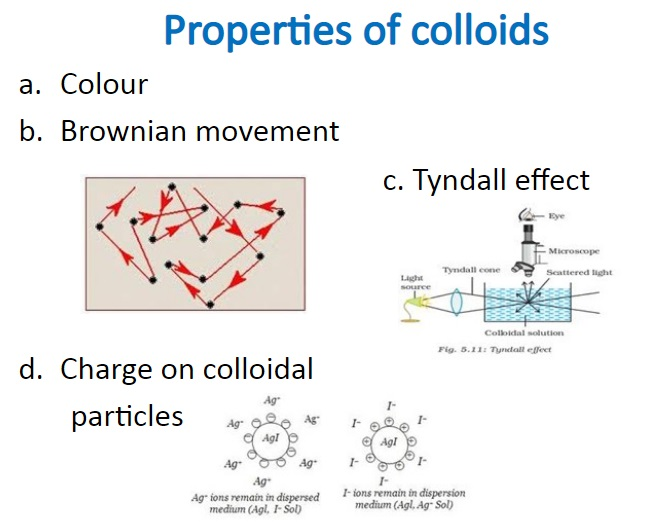 Properties of colloids
a. Colour
b. Brownian movement
c. Tyndall effect
Eye
Microscope
Tyndall cone
Scattered light
Light
source
Colloidal solution
Fig. 5.11: Tyndall effect
d. Charge on colloidal
particles
Ag⁺
Ag⁺
Ag⁺
AgI
Ag⁺
Ag⁺
Ag⁺
Ag⁺ ions remain in dispersed
medium (AgI, I⁻ Sol)
I⁻
I⁻
I⁻
AgI
I⁻
I⁻
I⁻
I⁻ ions remain in dispersion
medium (AgI, Ag⁺ Sol)